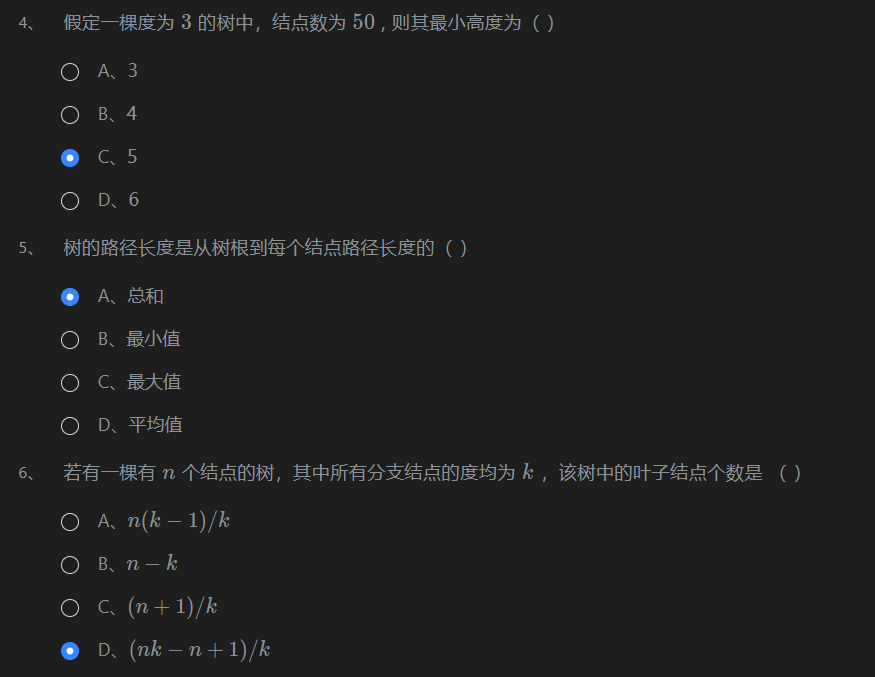 4、 假定一棵度为 3 的树中，结点数为 50 , 则其最小高度为（ ）
A、3
B、4
C、5
D、6
5、 树的路径长度是从树根到每个结点路径长度的（ ）
A、总和
B、最小值
C、最大值
D、平均值
6、 若有一棵有 n 个结点的树，其中所有分支结点的度均为 k ，该树中的叶子结点个数是 （ ）
A、n(k − 1)/k
B、n − k
C、(n + 1)/k
D、(nk − n + 1)/k